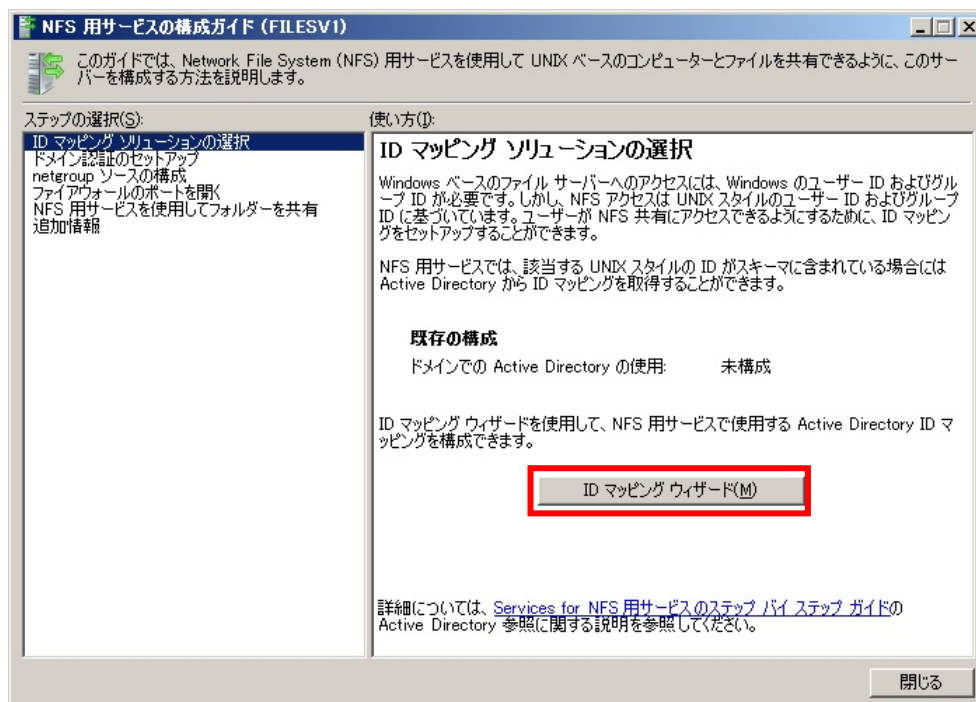 NFS 用サービスの構成ガイド (FILESV1)
このガイドでは、Network File System (NFS) 用サービスを使用して UNIX ベースのコンピューターとファイルを共有できるように、このサー
バーを構成する方法を説明します。
ステップの選択(S):
ID マッピング ソリューションの選択
ドメイン認証のセットアップ
netgroup ソースの構成
ファイアウォールのポートを開く
NFS 用サービスを使用してフォルダーを共有
追加情報
使い方(I):
ID マッピング ソリューションの選択
Windows ベースのファイル サーバーへのアクセスには、Windows のユーザー ID およびグル
ープ ID が必要です。しかし、NFS アクセスは UNIX スタイルのユーザー ID およびグループ
ID に基づいています。ユーザーが NFS 共有にアクセスできるようにするために、ID マッピン
グをセットアップすることができます。
NFS 用サービスでは、該当する UNIX スタイルの ID がスキーマに含まれている場合には
Active Directory から ID マッピングを取得することができます。
既存の構成
ドメインでの Active Directory の使用: 未構成
ID マッピング ウィザードを使用して、NFS 用サービスで使用する Active Directory ID マ
ッピングを構成できます。
ID マッピング ウィザード(M)
詳細については、Services for NFS 用サービスのステップ バイ ステップ ガイドの
Active Directory 参照に関する説明を参照してください。
閉じる